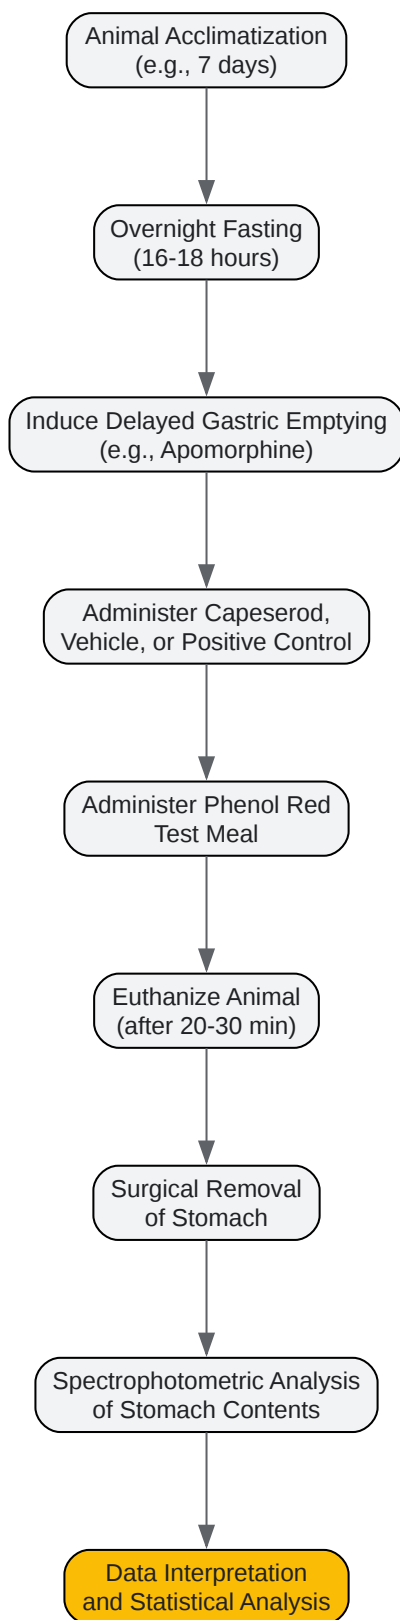 Animal Acclimatization
(e.g., 7 days)
Overnight Fasting
(16-18 hours)
Induce Delayed Gastric Emptying
(e.g., Apomorphine)
Administer Capeserod,
Vehicle, or Positive Control
Administer Phenol Red
Test Meal
Euthanize Animal
(after 20-30 min)
Surgical Removal
of Stomach
Spectrophotometric Analysis
of Stomach Contents
Data Interpretation
and Statistical Analysis